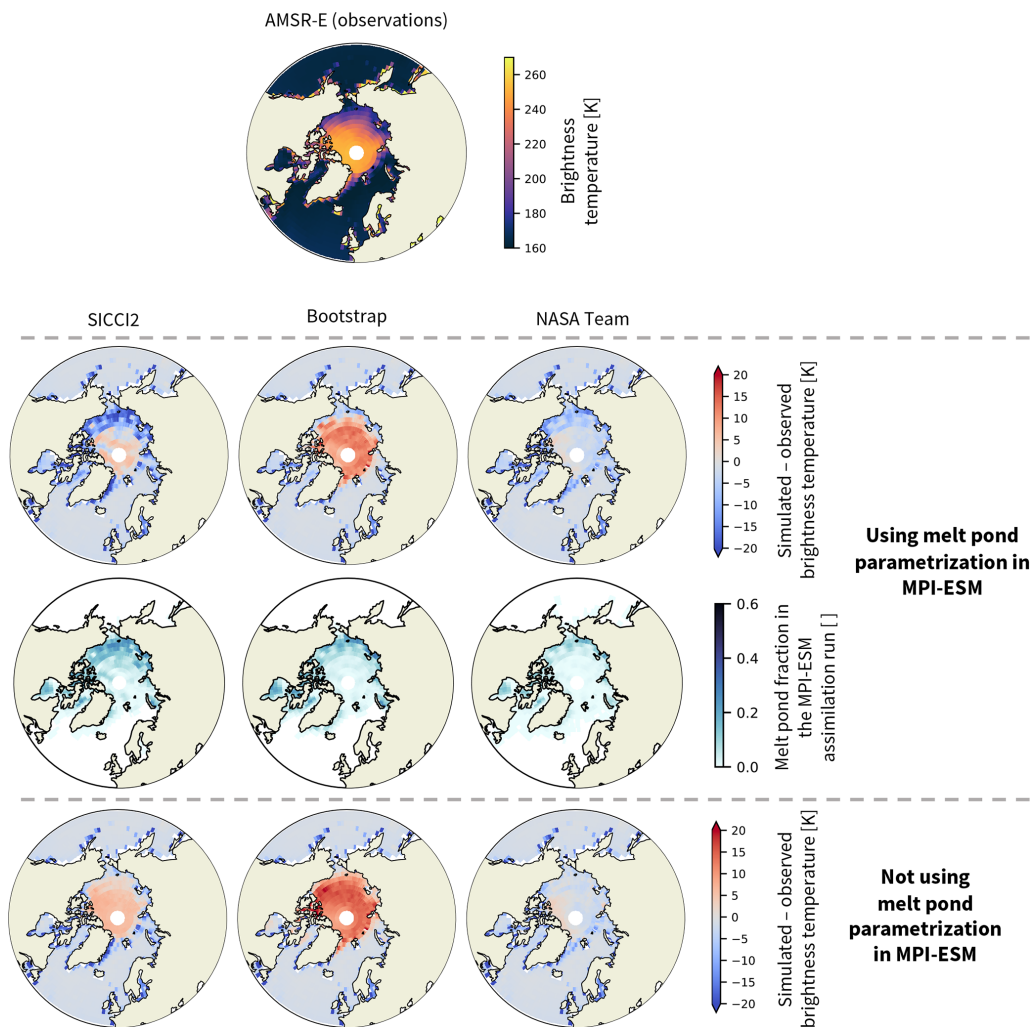 AMSR-E (observations)
260
240
220
200
180
160
Brightness
temperature [K]
SICCI2
Bootstrap
NASA Team
20
15
10
5
0
−5
−10
−15
−20
Simulated – observed
brightness temperature [K]
Using melt pond
parametrization in
MPI-ESM
0.6
0.4
0.2
0.0
Melt pond fraction in
the MPI-ESM
assimilation run [ ]
20
15
10
5
0
−5
−10
−15
−20
Simulated – observed
brightness temperature [K]
Not using
melt pond
parametrization
in MPI-ESM